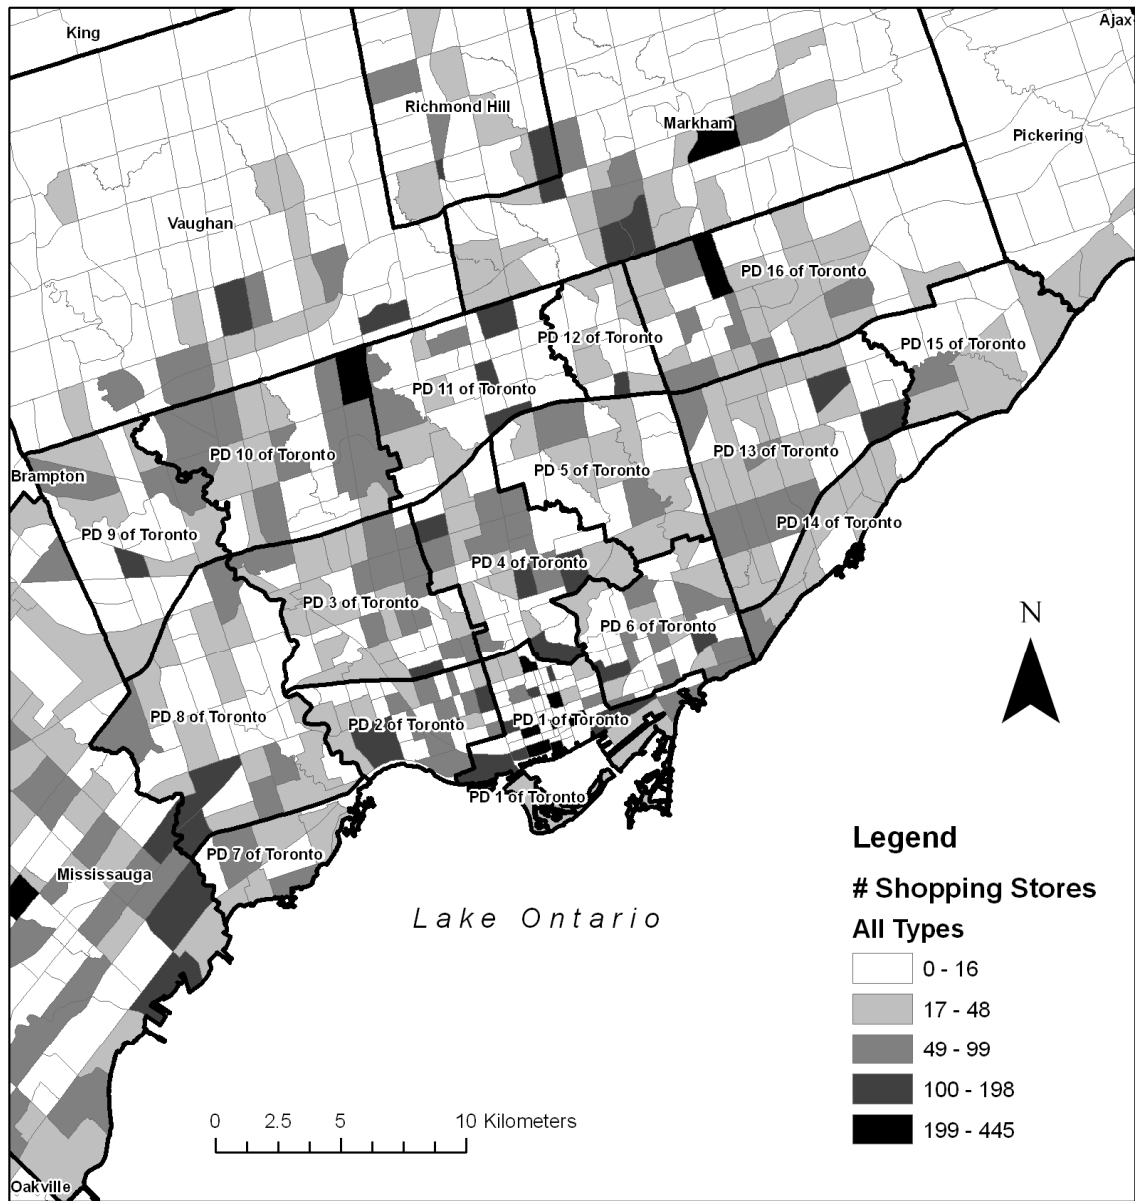 King
Ajax
Richmond Hill
Markham
Pickering
Vaughan
PD 16 of Toronto
PD 12 of Toronto
PD 15 of Toronto
PD 11 of Toronto
PD 10 of Toronto
PD 13 of Toronto
PD 5 of Toronto
Brampton
PD 9 of Toronto
PD 14 of Toronto
PD 4 of Toronto
PD 3 of Toronto
PD 6 of Toronto
N
PD 8 of Toronto
PD 2 of Toronto
PD 1 of Toronto
PD 1 of Toronto
PD 7 of Toronto
Mississauga
Lake Ontario
Legend
# Shopping Stores
All Types
0 - 16
17 - 48
49 - 99
100 - 198
199 - 445
0 2.5 5 10 Kilometers
Oakville